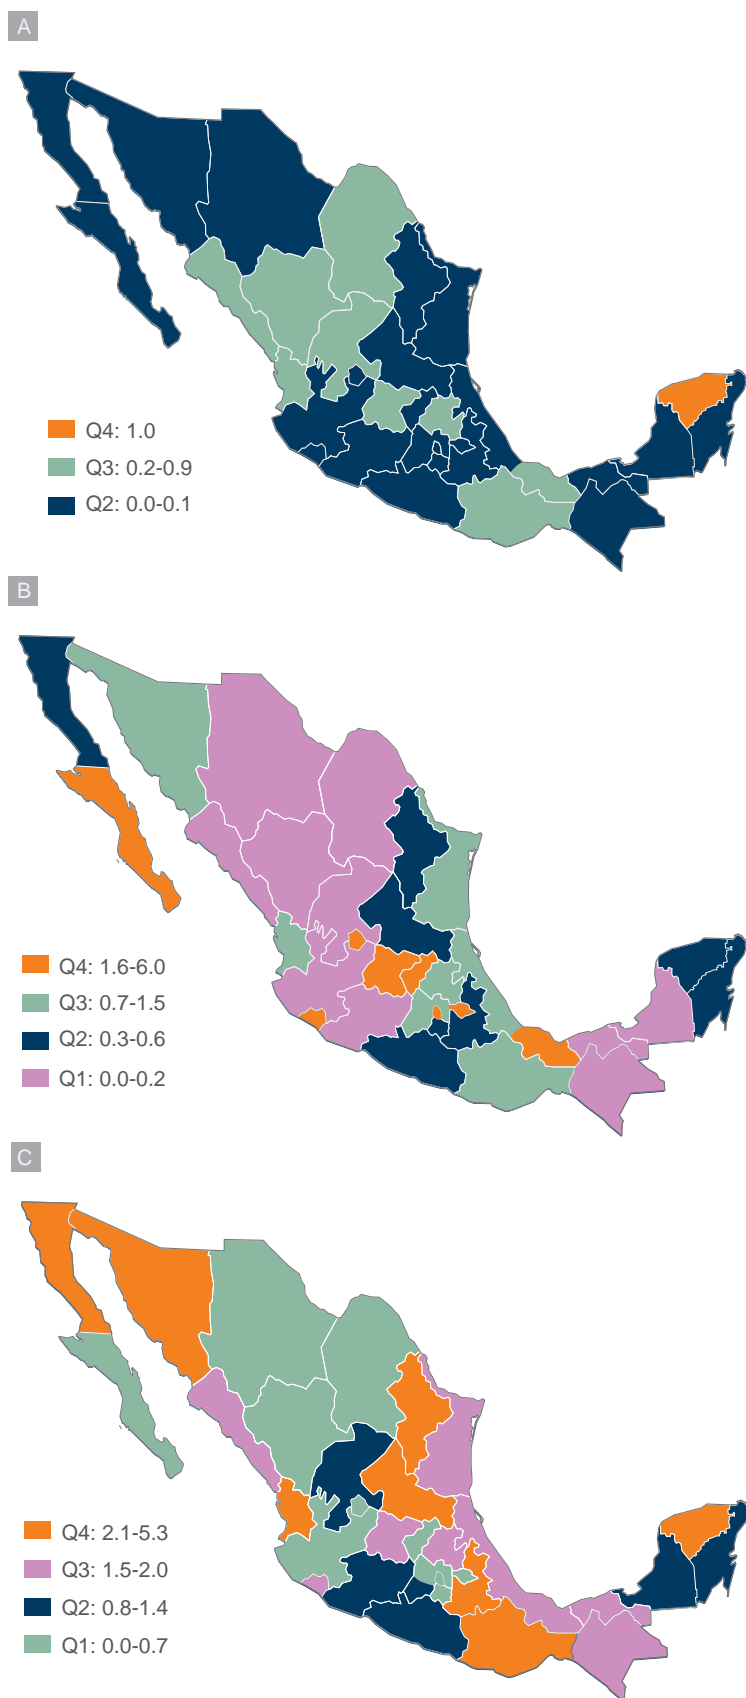 A
Q4: 1.0
Q3: 0.2-0.9
Q2: 0.0-0.1
B
Q4: 1.6-6.0
Q3: 0.7-1.5
Q2: 0.3-0.6
Q1: 0.0-0.2
C
Q4: 2.1-5.3
Q3: 1.5-2.0
Q2: 0.8-1.4
Q1: 0.0-0.7